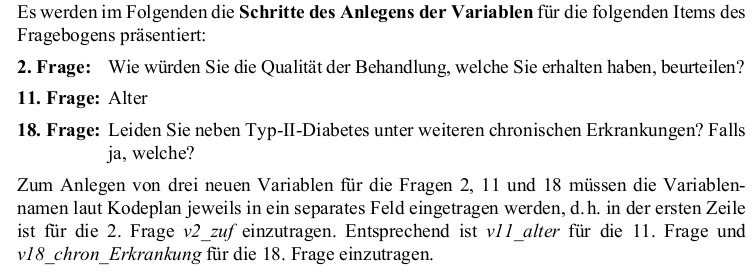 Es werden im Folgenden die Schritte des Anlegens der Variablen für die folgenden Items des
Fragebogens präsentiert:
2. Frage: Wie würden Sie die Qualität der Behandlung, welche Sie erhalten haben, beurteilen?
11. Frage: Alter
18. Frage: Leiden Sie neben Typ-II-Diabetes unter weiteren chronischen Erkrankungen? Falls
ja, welche?
Zum Anlegen von drei neuen Variablen für die Fragen 2, 11 und 18 müssen die Variablen-
namen laut Kodeplan jeweils in ein separates Feld eingetragen werden, d. h. in der ersten Zeile
ist für die 2. Frage v2_zuf einzutragen. Entsprechend ist v11_alter für die 11. Frage und
v18_chron_Erkrankung für die 18. Frage einzutragen.